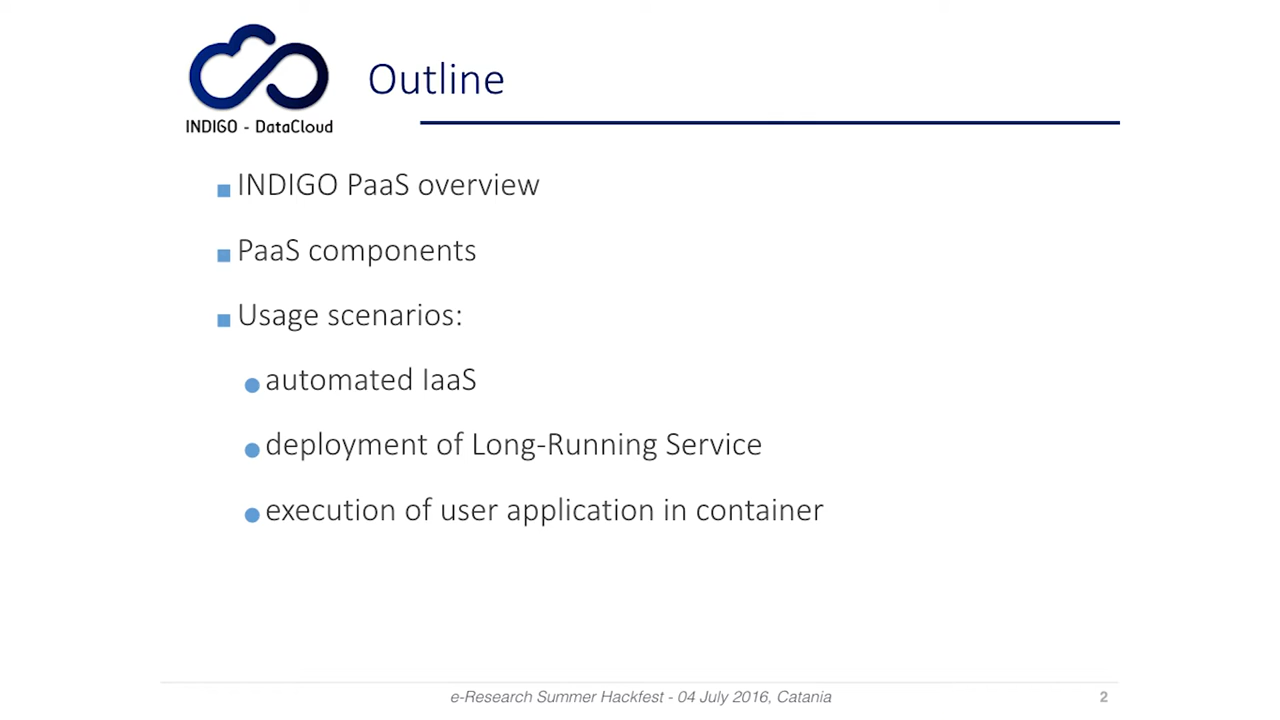 INDIGO - DataCloud
Outline
INDIGO PaaS overview
PaaS components
Usage scenarios:
automated IaaS
deployment of Long-Running Service
execution of user application in container
e-Research Summer Hackfest - 04 July 2016, Catania
2